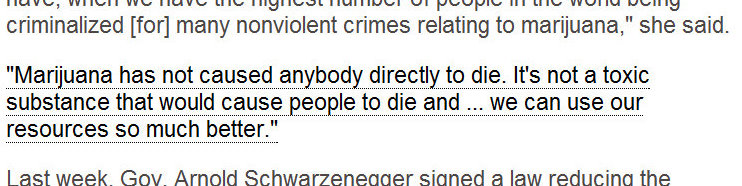 have, when we have the highest number of people in the world being
criminalized [for] many nonviolent crimes relating to marijuana," she said.
"Marijuana has not caused anybody directly to die. It's not a toxic
substance that would cause people to die and ... we can use our
resources so much better."
Last week, Gov. Arnold Schwarzenegger signed a law reducing the